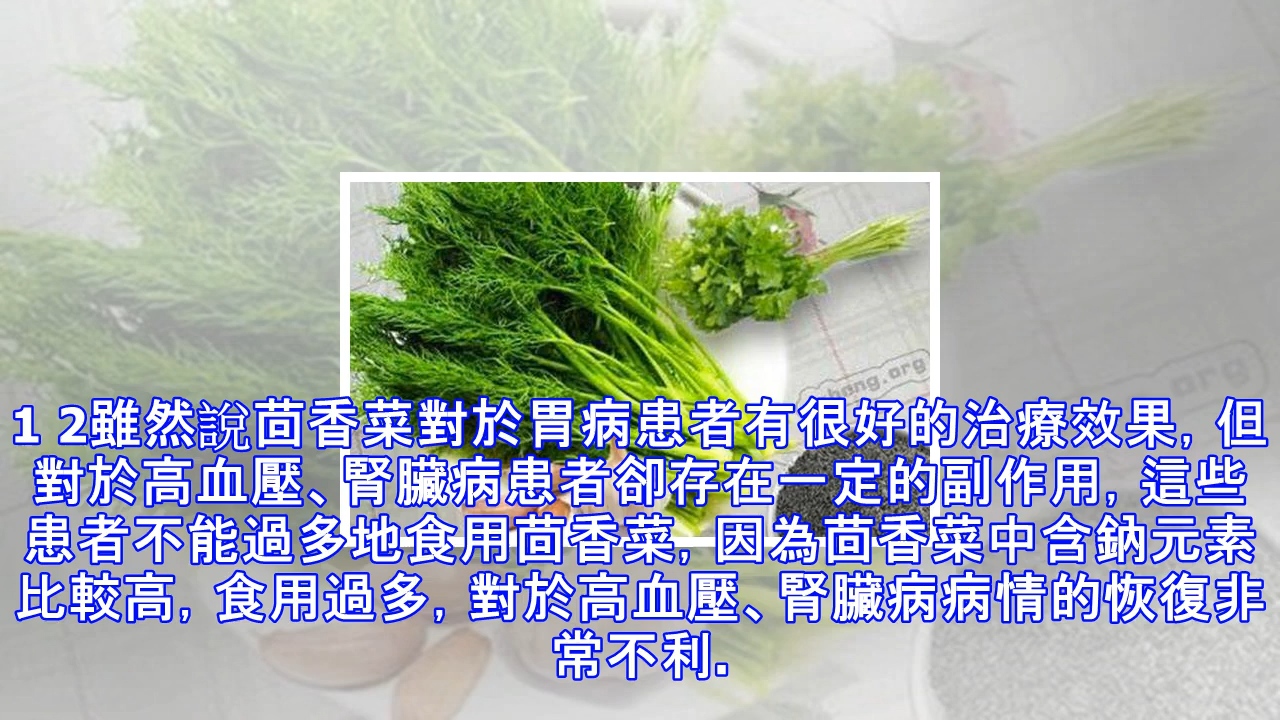 1 2雖然說茴香菜對於胃病患者有很好的治療效果, 但
對於高血壓、腎臟病患者卻存在一定的副作用, 這些
患者不能過多地食用茴香菜, 因為茴香菜中含鈉元素
比較高, 食用過多, 對於高血壓、腎臟病病情的恢復非
常不利.